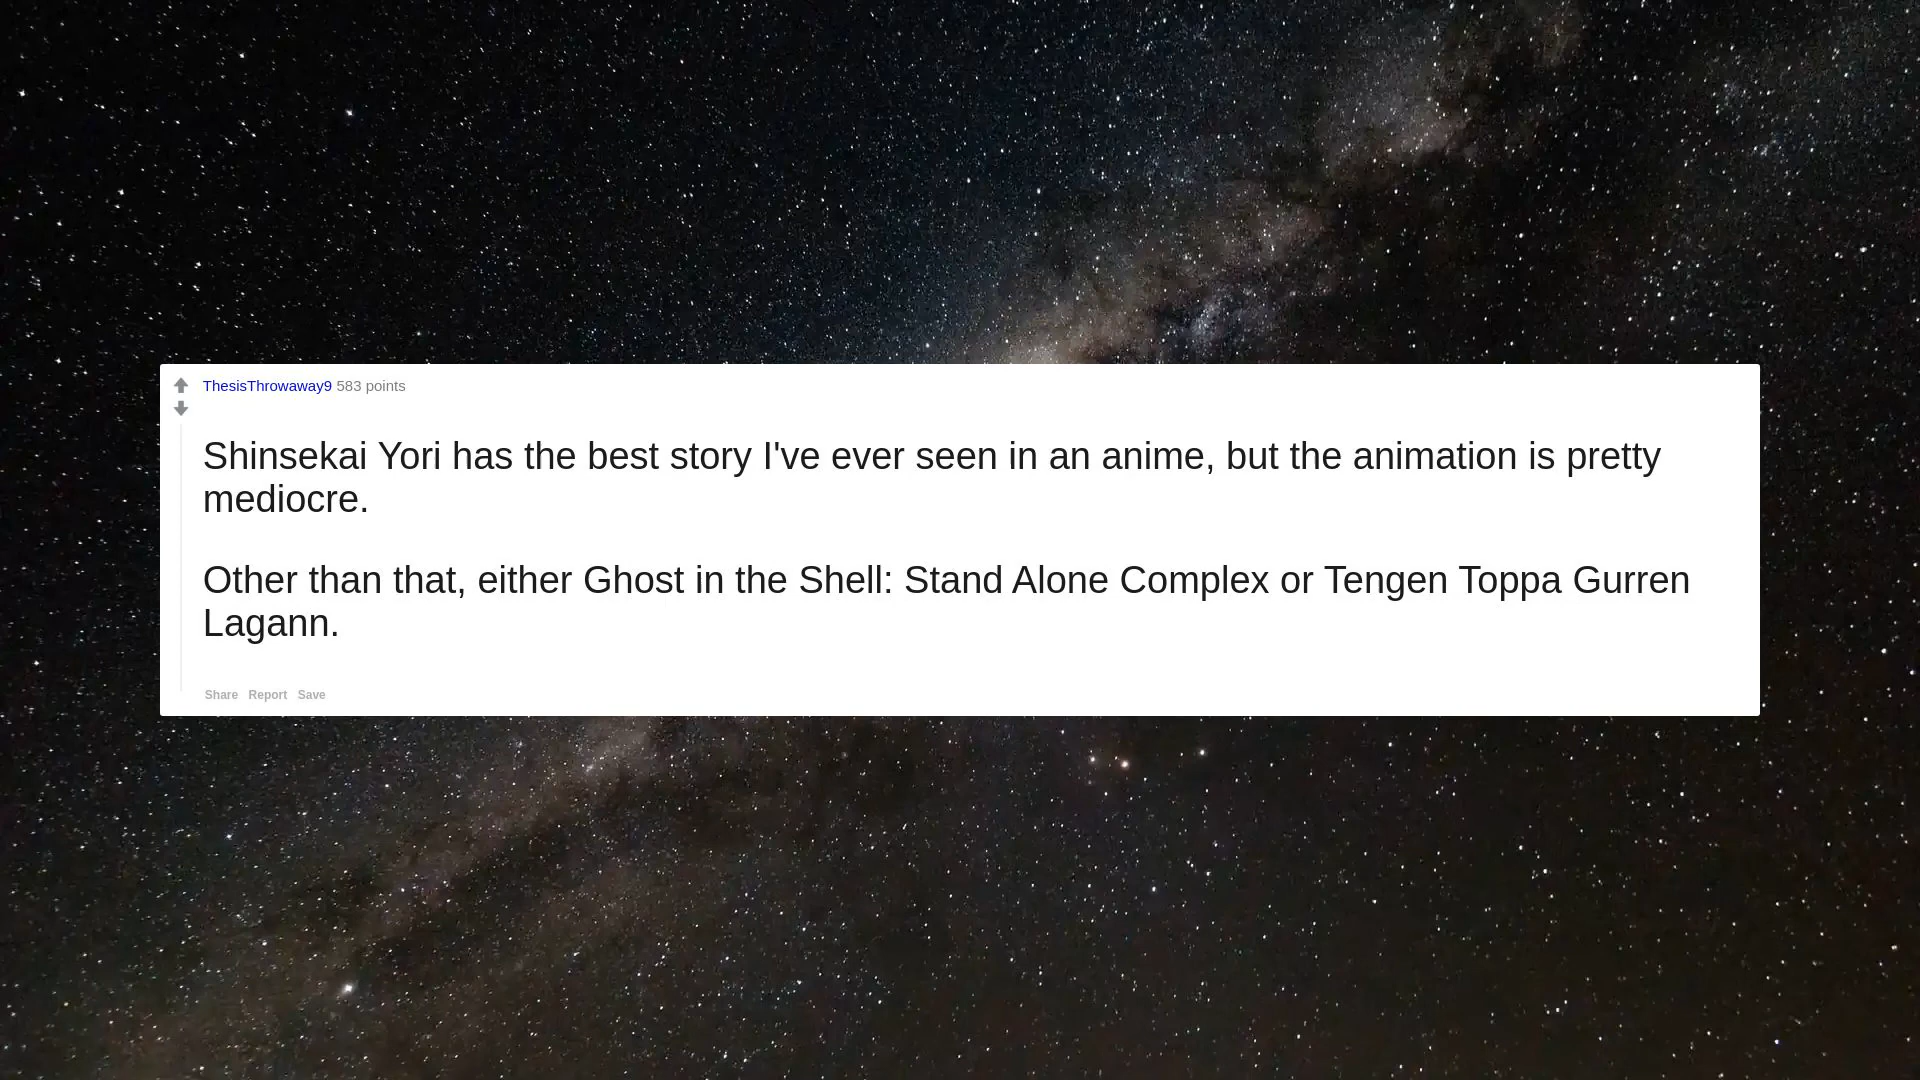 ThesisThrowaway9 583 points
Shinsekai Yori has the best story I've ever seen in an anime, but the animation is pretty
mediocre.
Other than that, either Ghost in the Shell: Stand Alone Complex or Tengen Toppa Gurren
Lagann.
Share Report Save